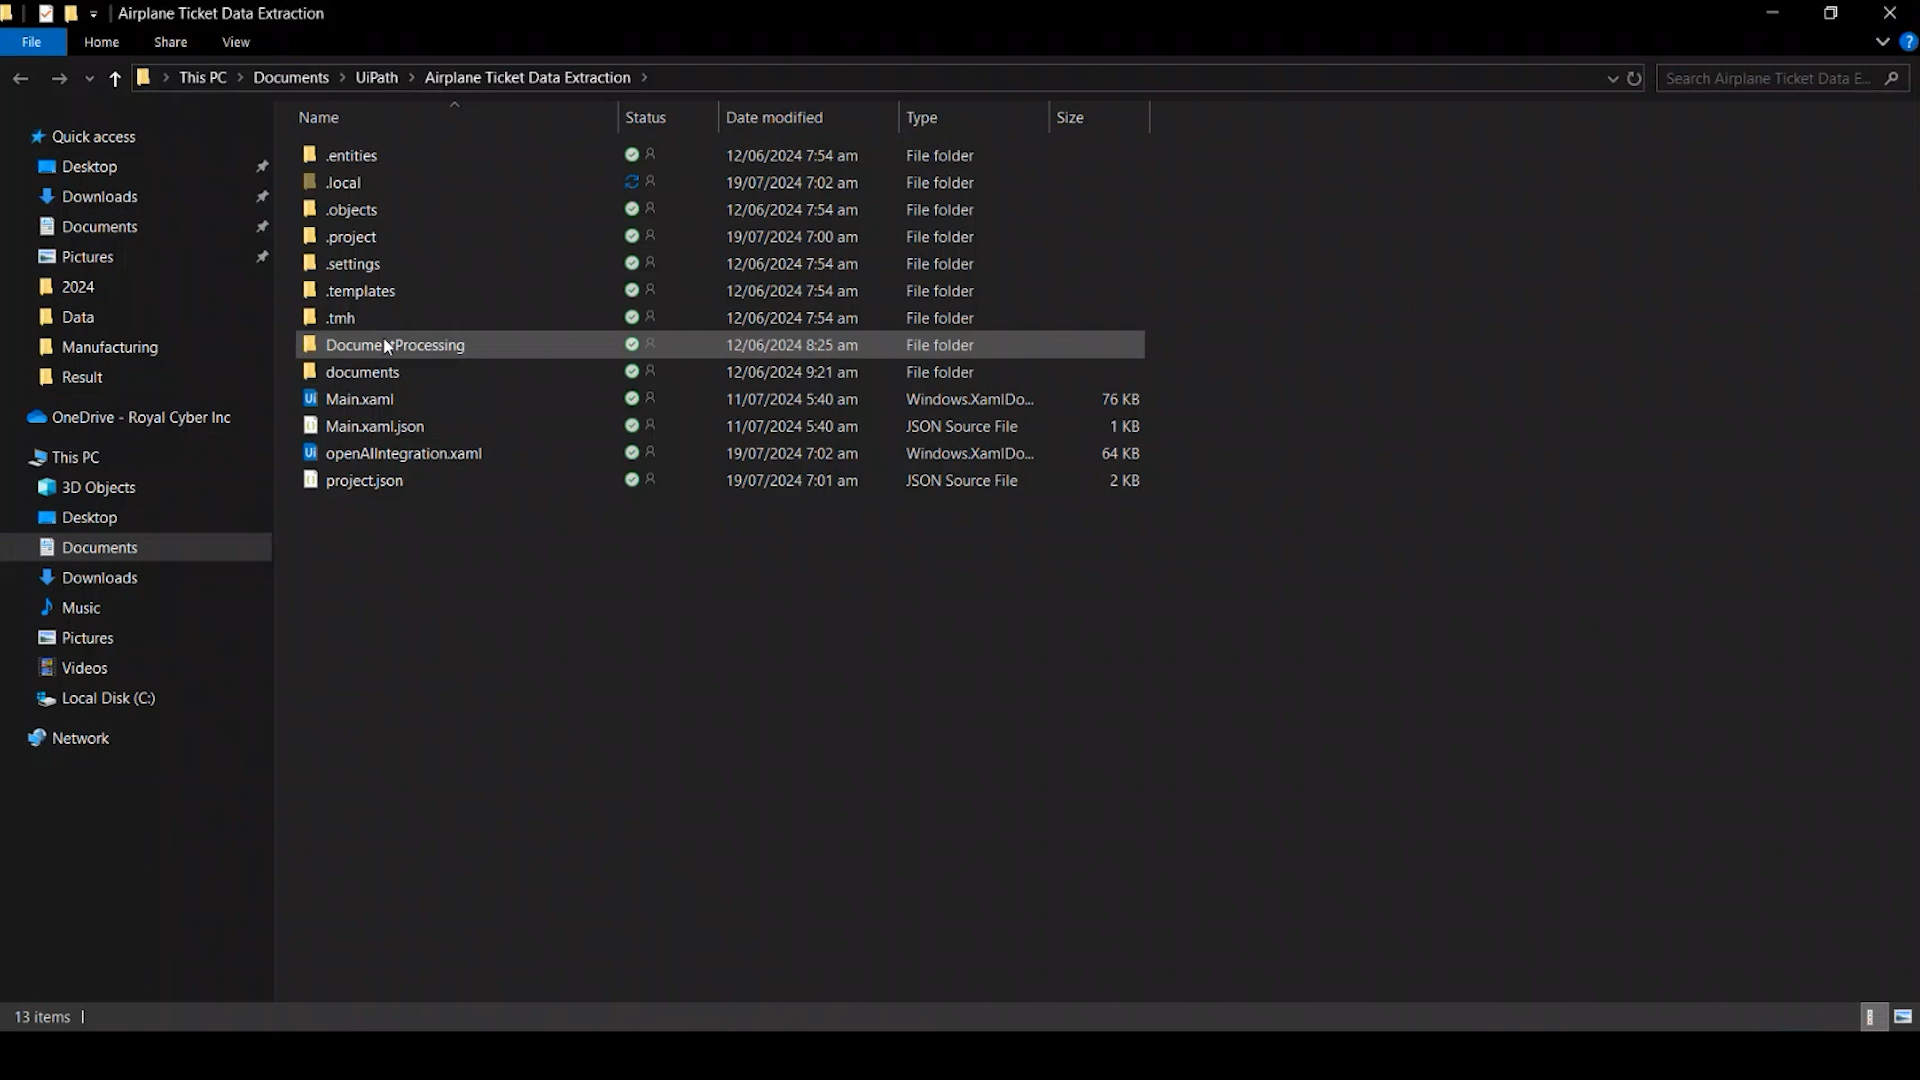 Airplane Ticket Data Extraction
File Home Share View
This PC Documents UiPath Airplane Ticket Data Extraction
Search Airplane Ticket Data E...
Name Status Date modified Type Size
.entities 12/06/2024 7:54 am File folder
.local 19/07/2024 7:02 am File folder
.objects 12/06/2024 7:54 am File folder
.project 19/07/2024 7:00 am File folder
.settings 12/06/2024 7:54 am File folder
.templates 12/06/2024 7:54 am File folder
.tmh 12/06/2024 7:54 am File folder
DocumentProcessing 12/06/2024 8:25 am File folder
documents 12/06/2024 9:21 am File folder
Main.xaml 11/07/2024 5:40 am Windows.XamlDo... 76 KB
Main.xaml.json 11/07/2024 5:40 am JSON Source File 1 KB
openAIIntegration.xaml 19/07/2024 7:02 am Windows.XamlDo... 64 KB
project.json 19/07/2024 7:01 am JSON Source File 2 KB
Quick access
Desktop
Downloads
Documents
Pictures
2024
Data
Manufacturing
Result
OneDrive - Royal Cyber Inc
This PC
3D Objects
Desktop
Documents
Downloads
Music
Pictures
Videos
Local Disk (C:)
Network
13 items